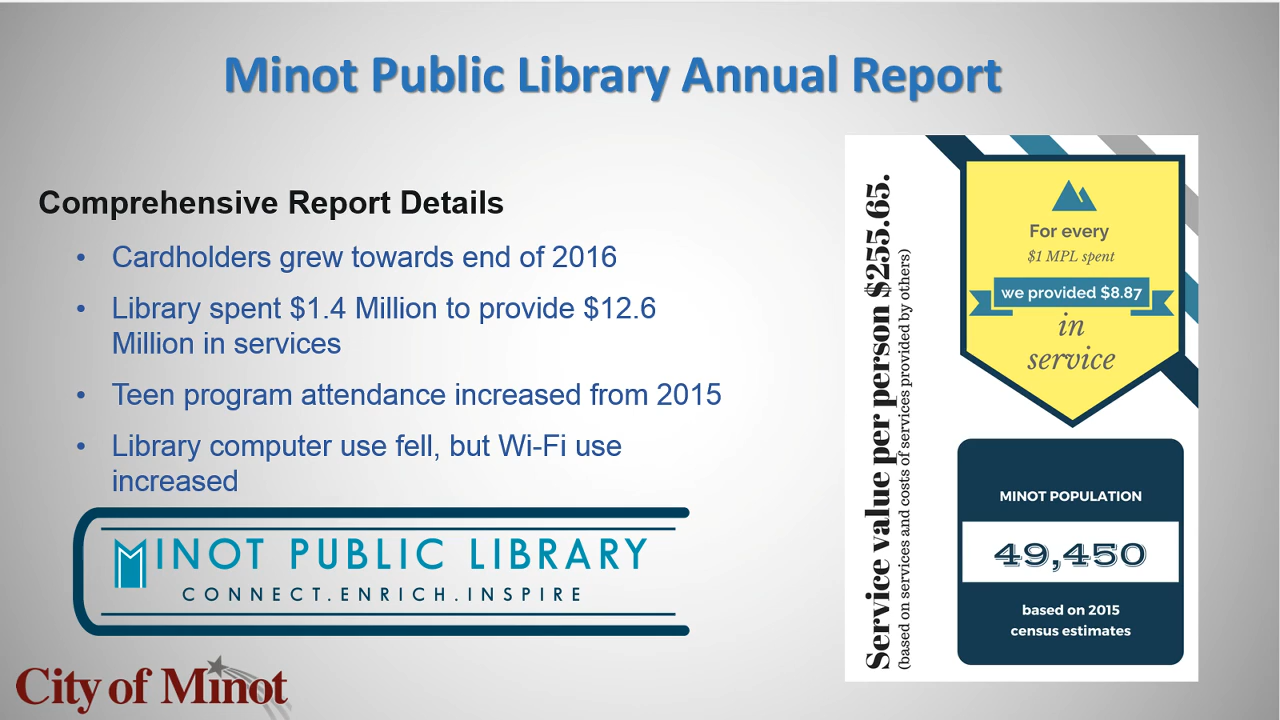 Minot Public Library Annual Report
Comprehensive Report Details
• Cardholders grew towards end of 2016
• Library spent $1.4 Million to provide $12.6
Million in services
• Teen program attendance increased from 2015
• Library computer use fell, but Wi-Fi use
increased
MINOT PUBLIC LIBRARY
CONNECT.ENRICH.INSPIRE
City of Minot
Service value per person $255.65.
(based on services and costs of services provided by others)
For every
$1 MPL spent
we provided $8.87
in
service
MINOT POPULATION
49,450
based on 2015
census estimates